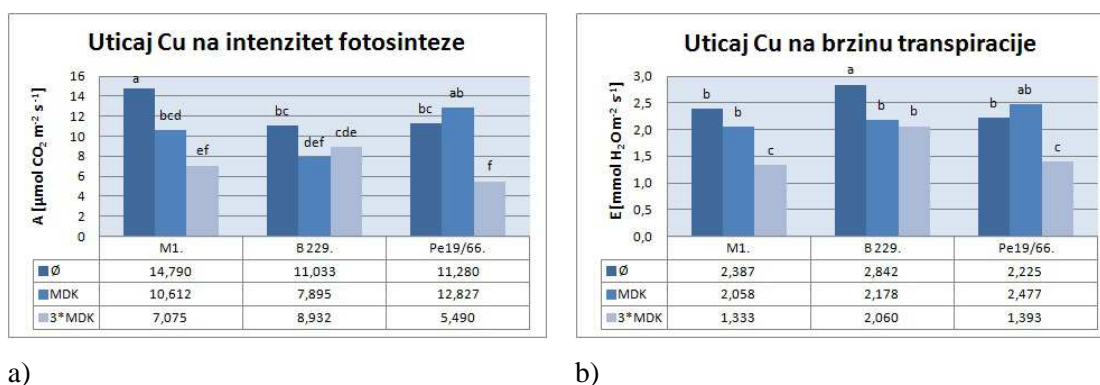 Uticaj Cu na intenzitet fotosinteze
A [µmol CO2 m-2 s-1]
16
14
12
10
8
6
4
2
0
a
bcd
ef
bc
def
cde
bc
ab
f
M1. B 229. Pe19/66.
Ø 14,790 11,033 11,280
MDK 10,612 7,895 12,827
3*MDK 7,075 8,932 5,490
a)
Uticaj Cu na brzinu transpiracije
E [mmol H2O m-2 s-1]
3,0
2,5
2,0
1,5
1,0
0,5
0,0
b
b
c
a
b
b
b
ab
c
M1. B 229. Pe19/66.
Ø 2,387 2,842 2,225
MDK 2,058 2,178 2,477
3*MDK 1,333 2,060 1,393
b)